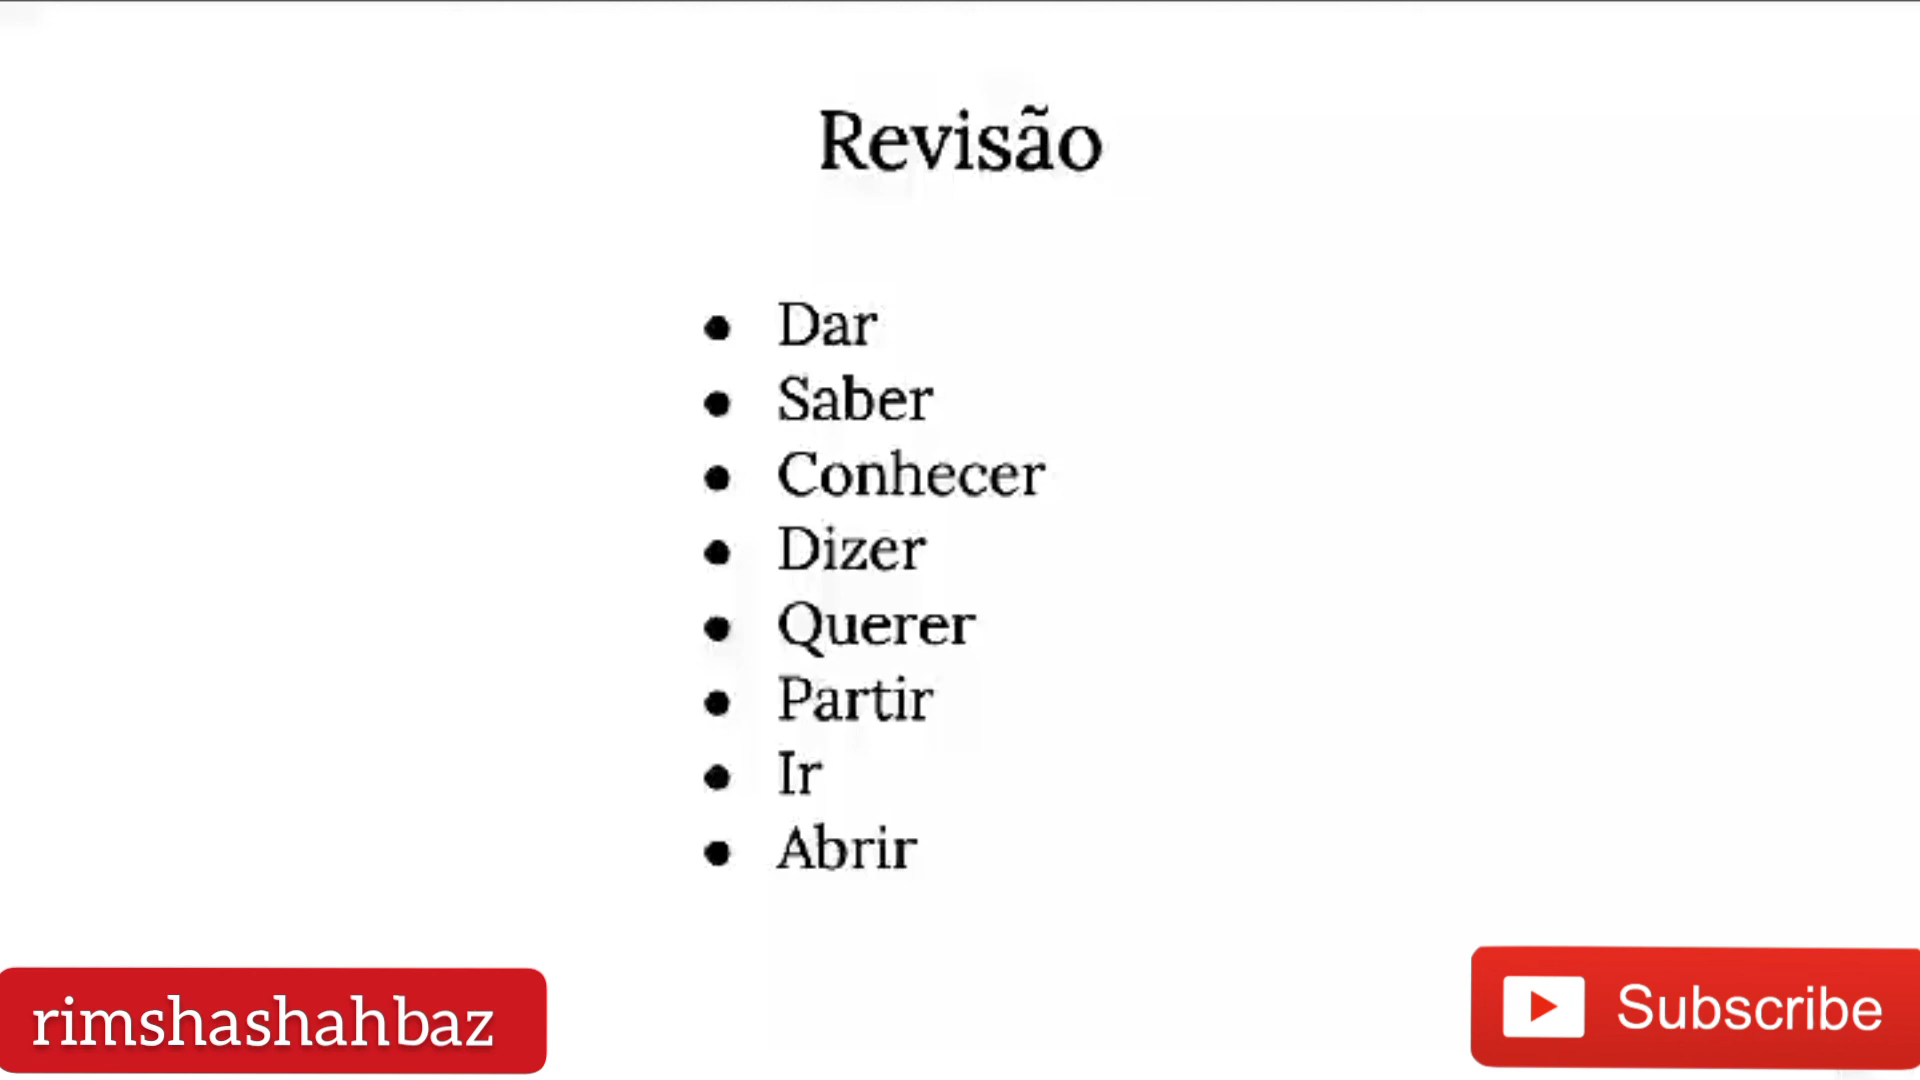 Revisão
Dar
Saber
Conhecer
Dizer
Querer
Partir
Ir
Abrir
rimshashahbaz
Subscribe